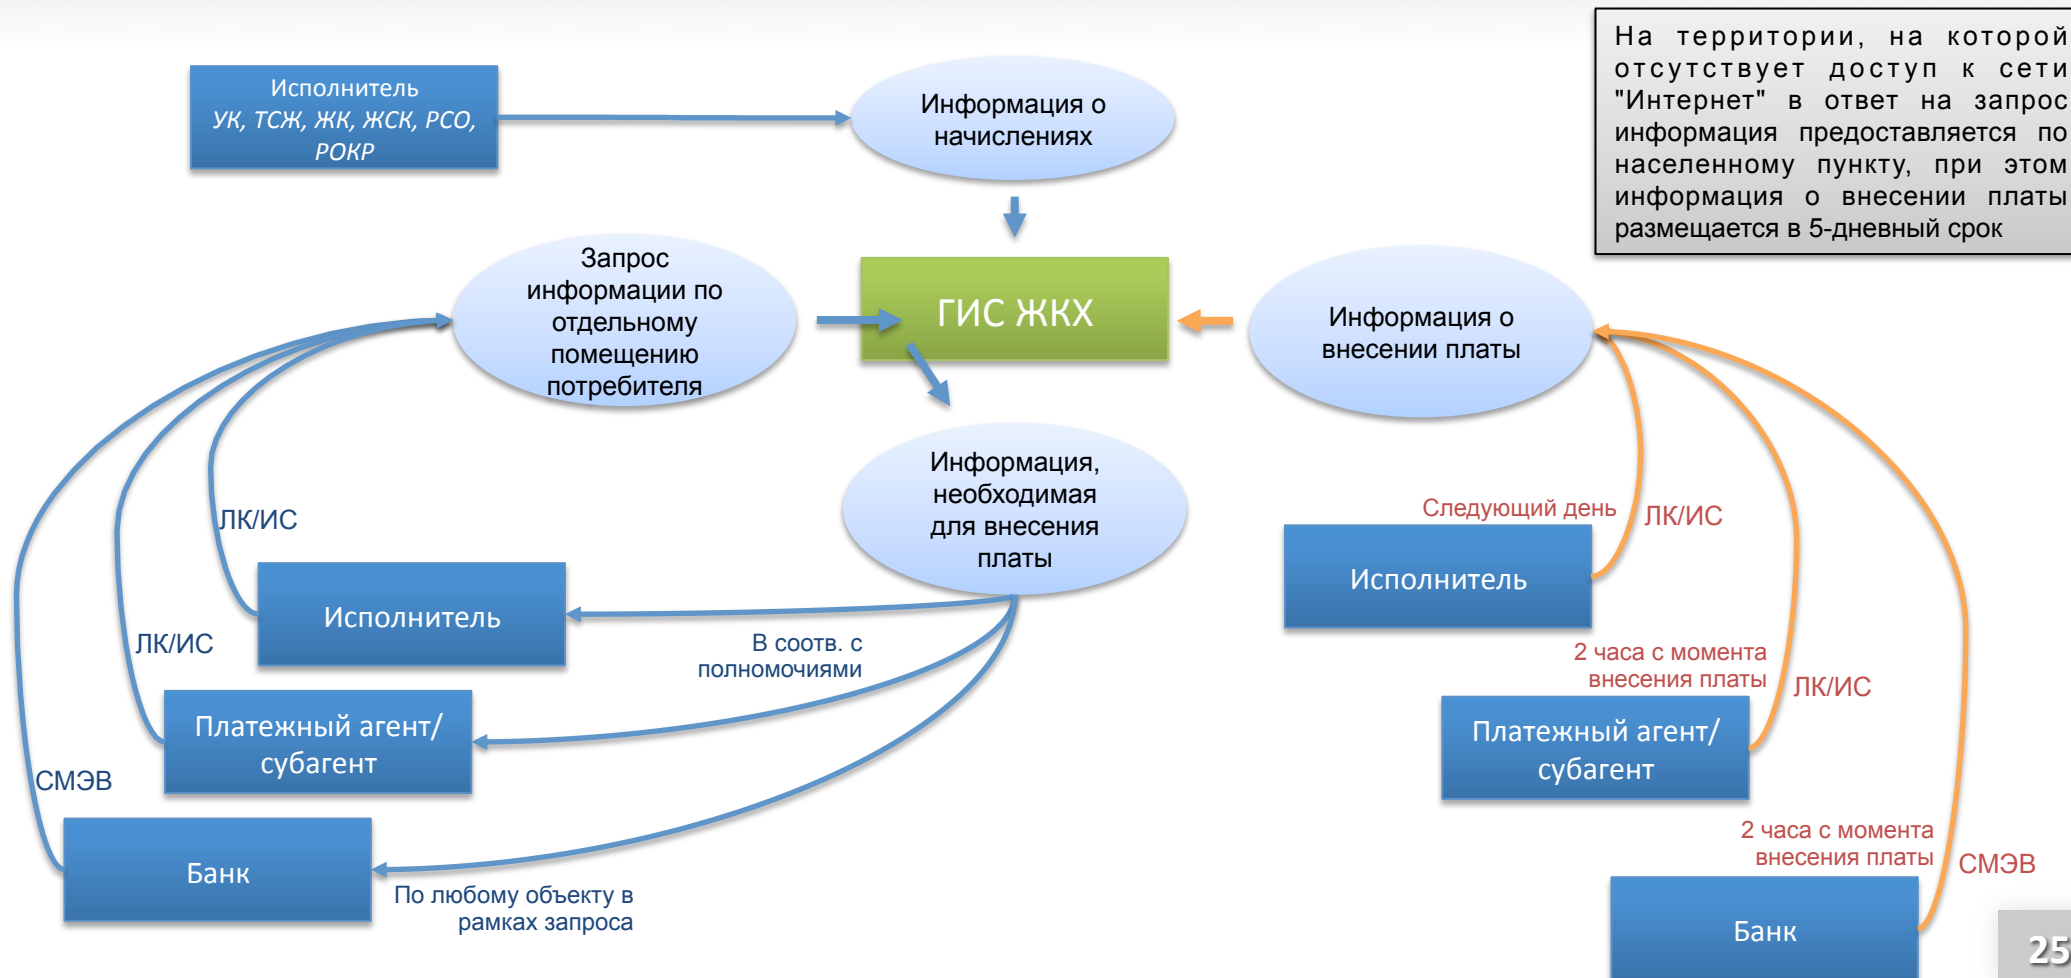 Исполнитель
УК, ТСЖ, ЖК, ЖСК, РСО,
РОКР
Информация о
начислениях
На территории, на которой
отсутствует доступ к сети
"Интернет" в ответ на запрос
информация предоставляется по
населенному пункту, при этом
информация о внесении платы
размещается в 5-дневный срок
Запрос
информации по
отдельному
помещению
потребителя
ГИС ЖКХ
Информация о
внесении платы
Информация,
необходимая
для внесения
платы
ЛК/ИС
Исполнитель
В соотв. с
полномочиями
ЛК/ИС
Платежный агент/
субагент
СМЭВ
Банк
По любому объекту в
рамках запроса
Следующий день
ЛК/ИС
Исполнитель
2 часа с момента
внесения платы
ЛК/ИС
Платежный агент/
субагент
2 часа с момента
внесения платы
СМЭВ
Банк
25